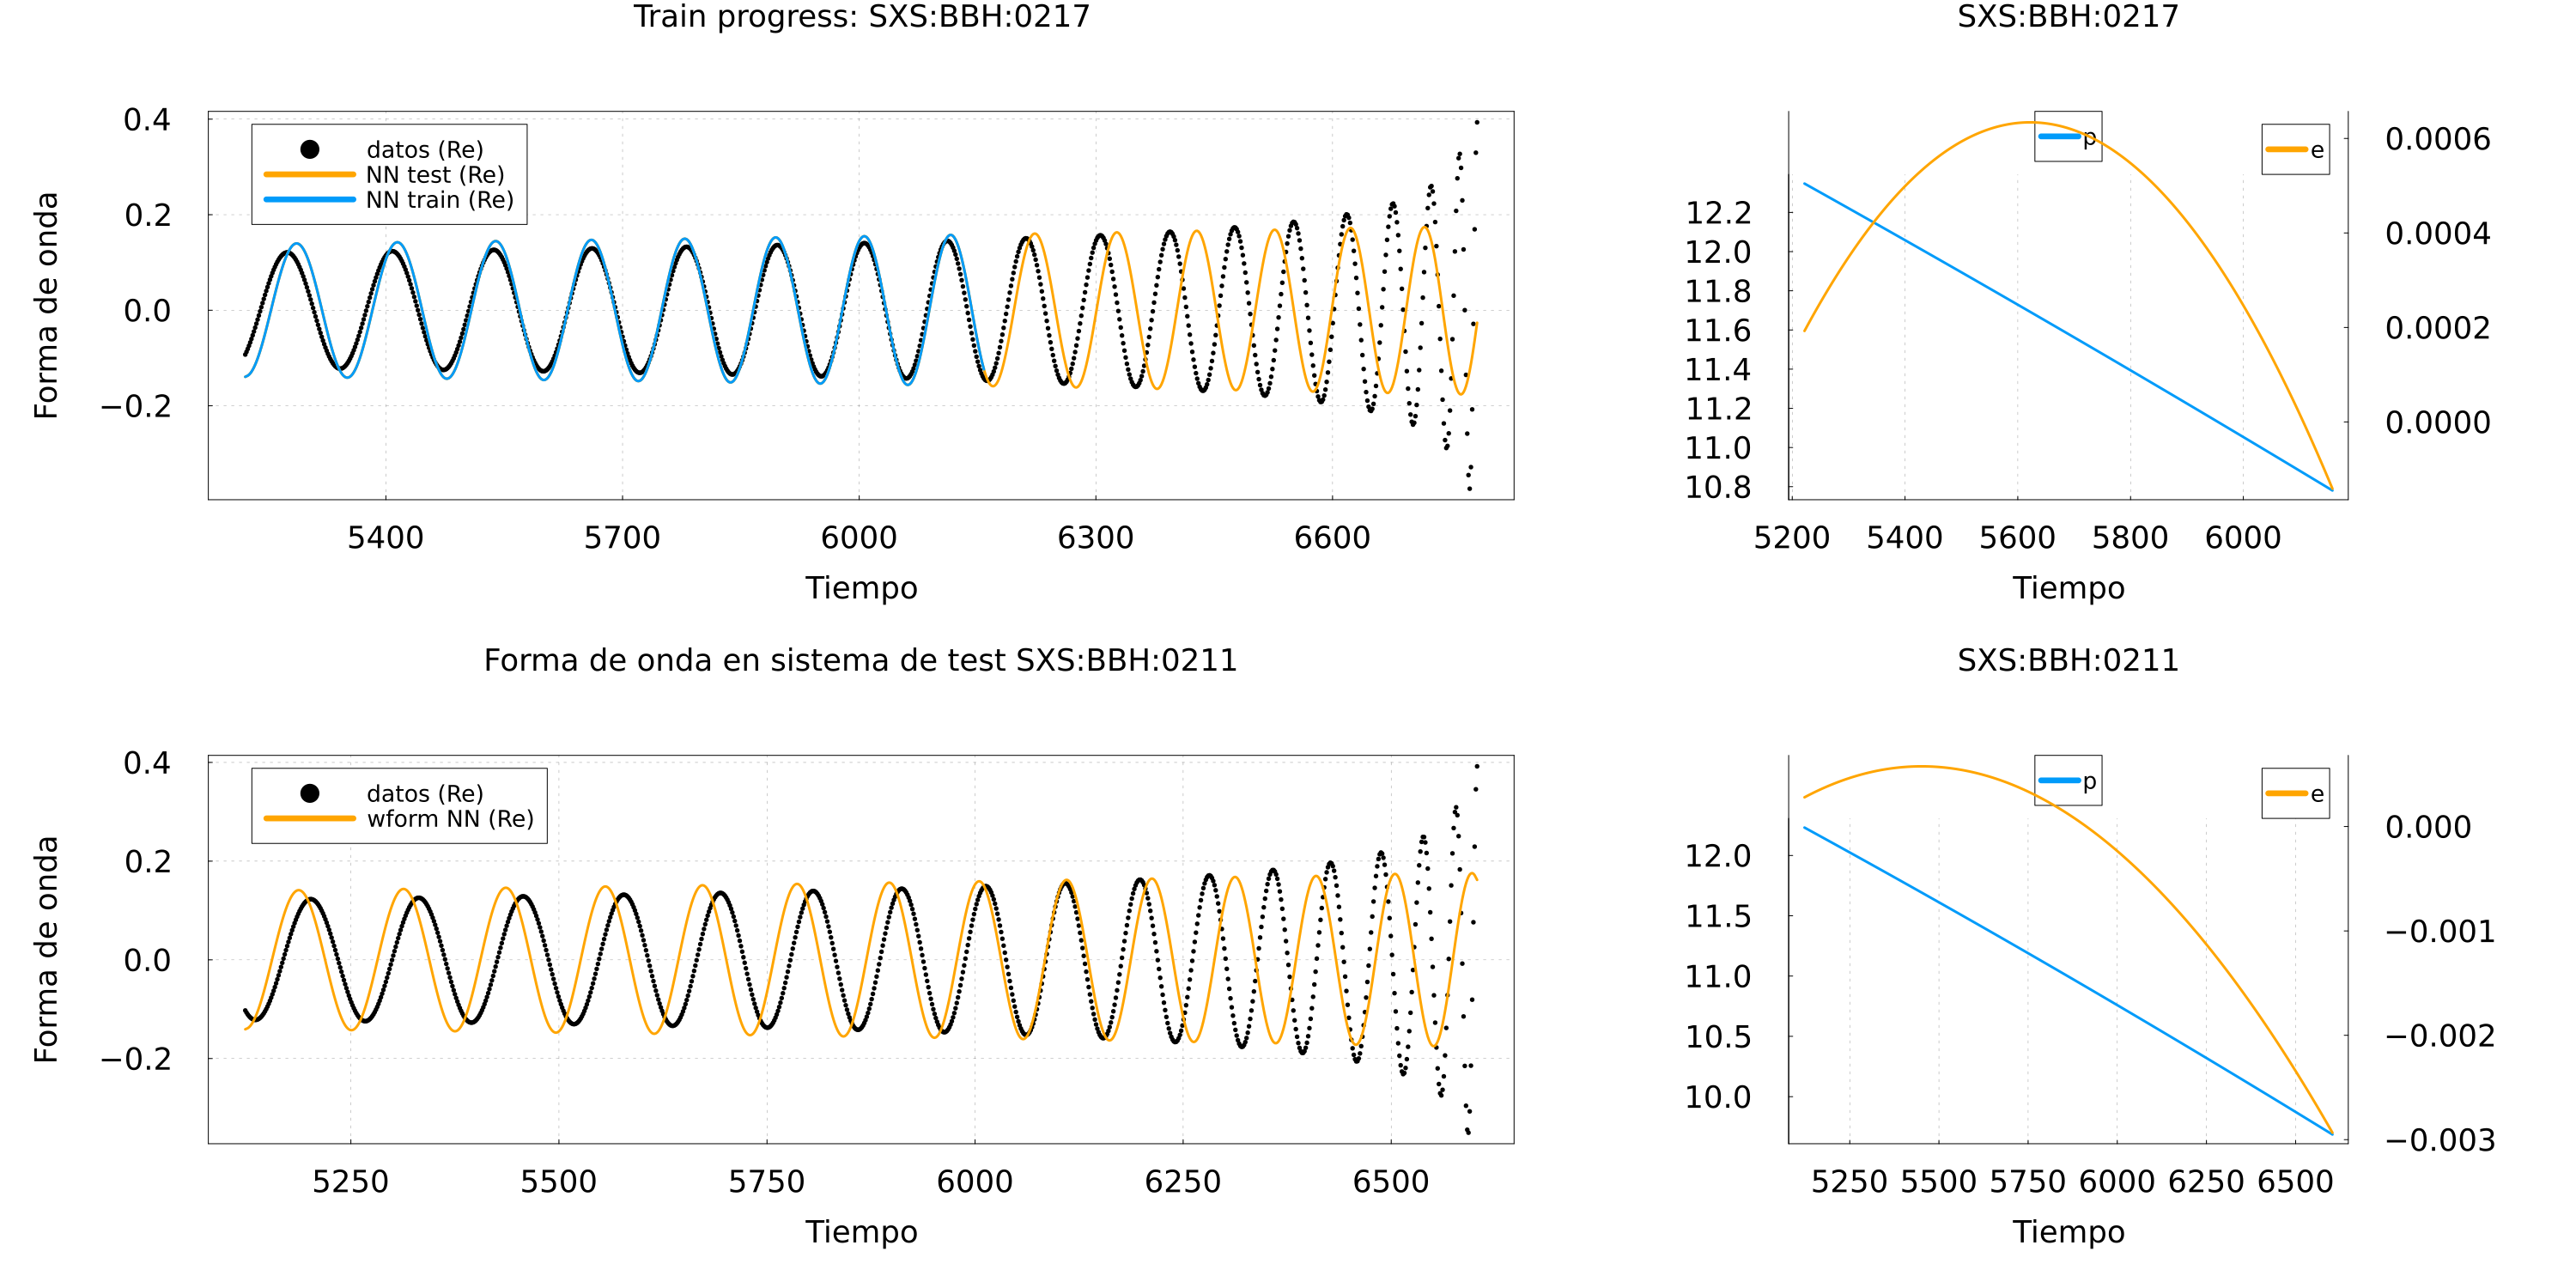 Train progress: SXS:BBH:0217
Forma de onda
0.4
0.2
0.0
−0.2
datos (Re)
NN test (Re)
NN train (Re)
5400 5700 6000 6300 6600
Tiempo
SXS:BBH:0217
12.2
12.0
11.8
11.6
11.4
11.2
11.0
10.8
p
e
0.0006
0.0004
0.0002
0.0000
5200 5400 5600 5800 6000
Tiempo
Forma de onda en sistema de test SXS:BBH:0211
Forma de onda
0.4
0.2
0.0
−0.2
datos (Re)
wform NN (Re)
5250 5500 5750 6000 6250 6500
Tiempo
SXS:BBH:0211
12.0
11.5
11.0
10.5
10.0
p
e
0.000
−0.001
−0.002
−0.003
5250 5500 5750 6000 6250 6500
Tiempo